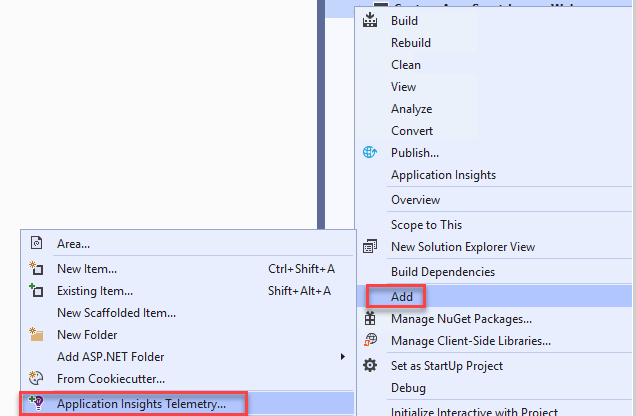 Build
Rebuild
Clean
View
Analyze
Convert
Publish...
Application Insights
Overview
Scope to This
New Solution Explorer View
Build Dependencies
Add
Manage NuGet Packages...
Manage Client-Side Libraries...
Set as StartUp Project
Debug
Initialize Interactive with Project
Area...
New Item... Ctrl+Shift+A
Existing Item... Shift+Alt+A
New Scaffolded Item...
New Folder
Add ASP.NET Folder
From Cookiecutter...
Application Insights Telemetry...